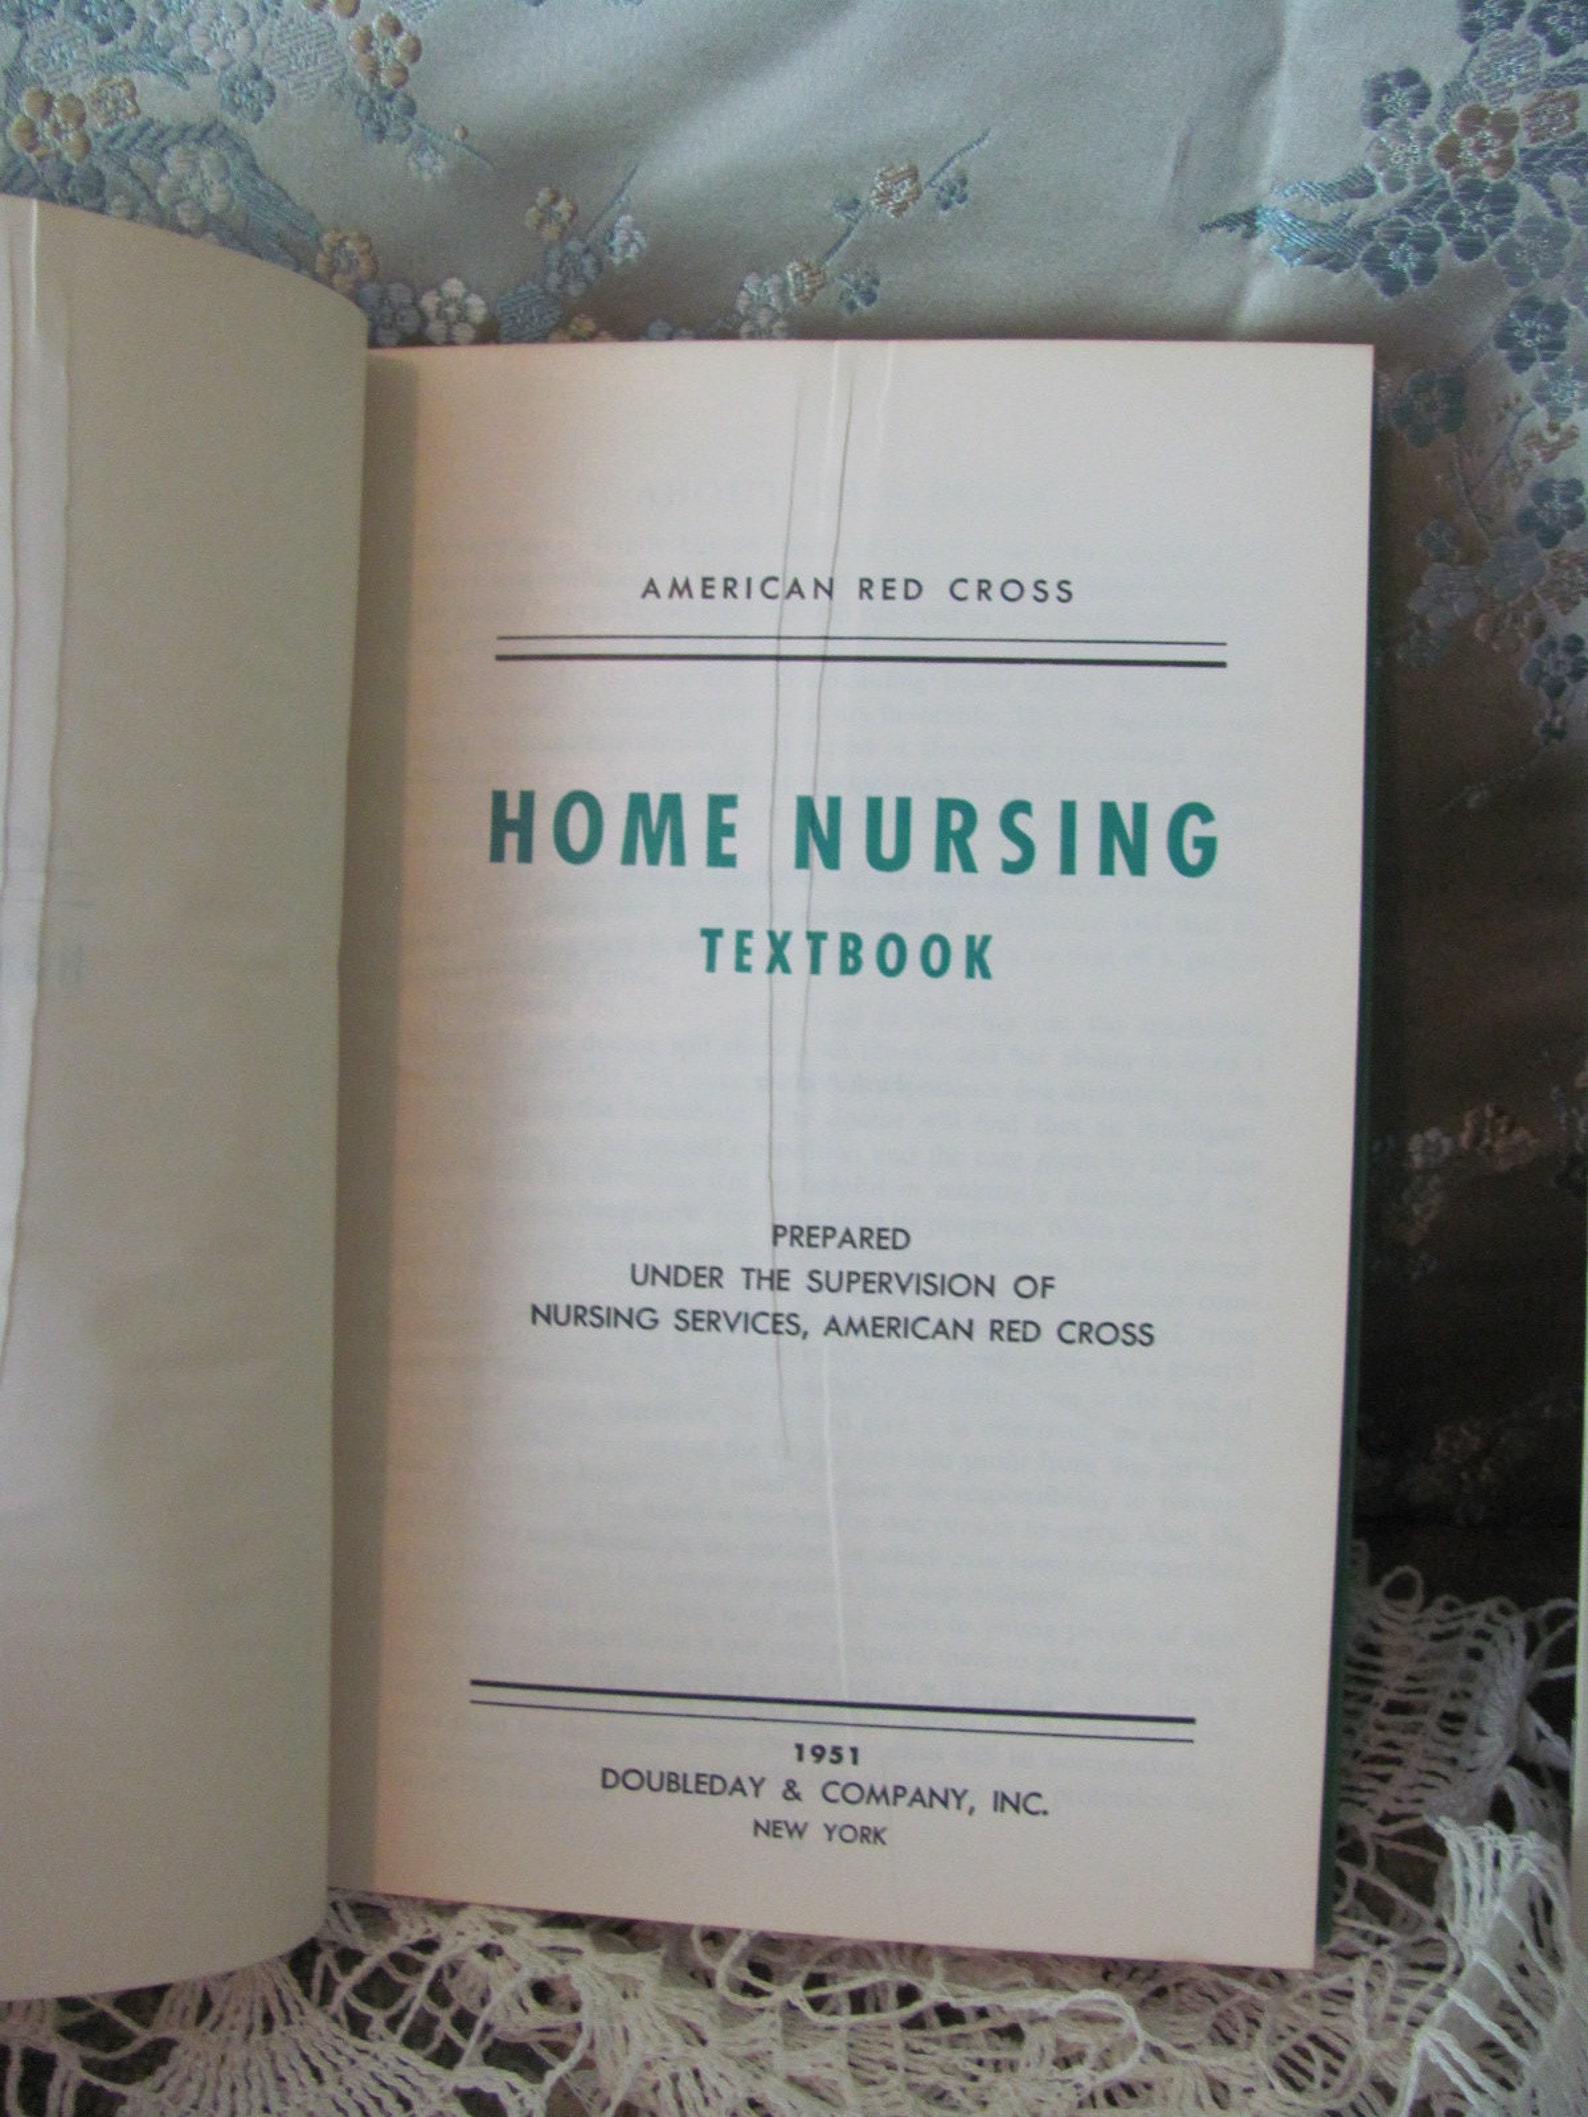 AMERICAN RED CROSS
HOME NURSING
TEXTBOOK
PREPARED
UNDER THE SUPERVISION OF
NURSING SERVICES, AMERICAN RED CROSS
1951
DOUBLEDAY & COMPANY, INC.
NEW YORK